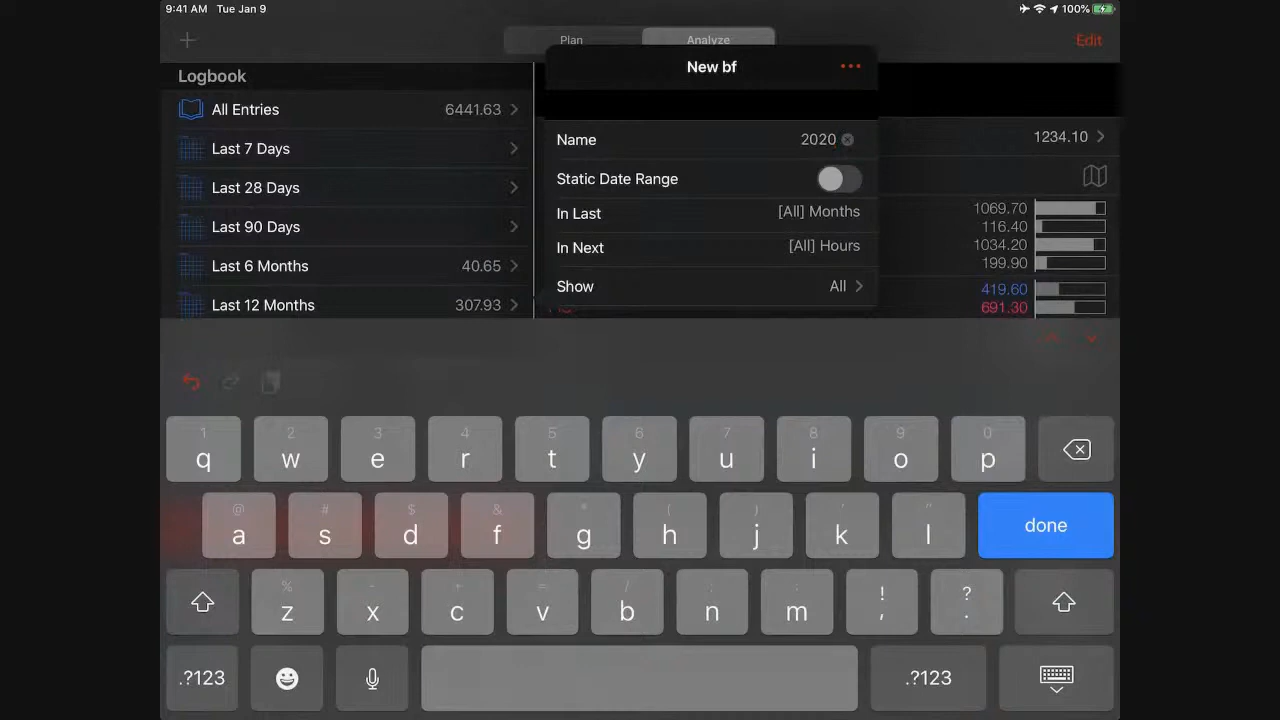 9:41 AM Tue Jan 9
100%
Plan
Analyze
Edit
New bf
Logbook
All Entries 6441.63
Last 7 Days
Last 28 Days
Last 90 Days
Last 6 Months 40.65
Last 12 Months 307.93
Name 2020
Static Date Range
In Last [All] Months
In Next [All] Hours
Show All
1234.10
1069.70
116.40
1034.20
199.90
419.60
691.30
1 2 3 4 5 6 7 8 9 0
q w e r t y u i o p
@ # $ & * ( ) ' "
a s d f g h j k l done
% - + = / ; : ! ?
z x c v b n m , .
.?123 .?123